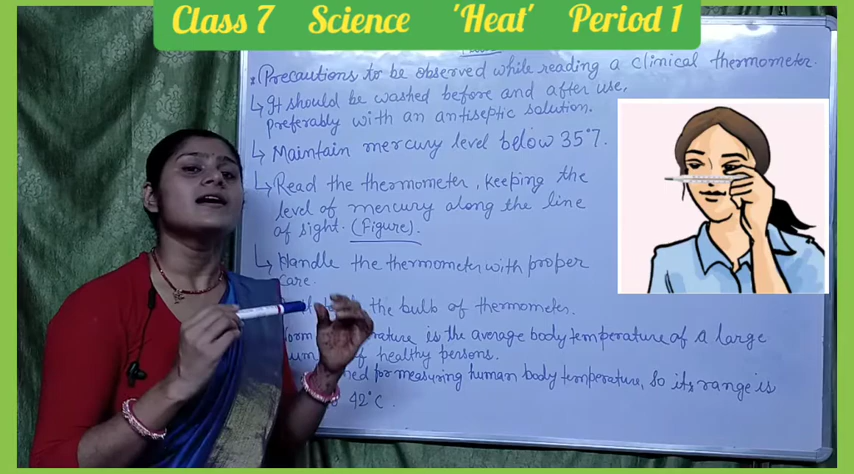 Class 7 Science 'Heat' Period 1
Precautions to be observed while reading a clinical thermometer.
↳ It should be washed before and after use,
preferably with an antiseptic solution.
↳ Maintain mercury level below 35°7.
↳ Read the thermometer, keeping the
level of mercury along the line
of sight. (Figure).
↳ Handle the thermometer with proper
care.
the bulb of thermometer.
is the average body temperature of a large
of healthy persons.
for measuring human body temperature, so its range is
42°C.